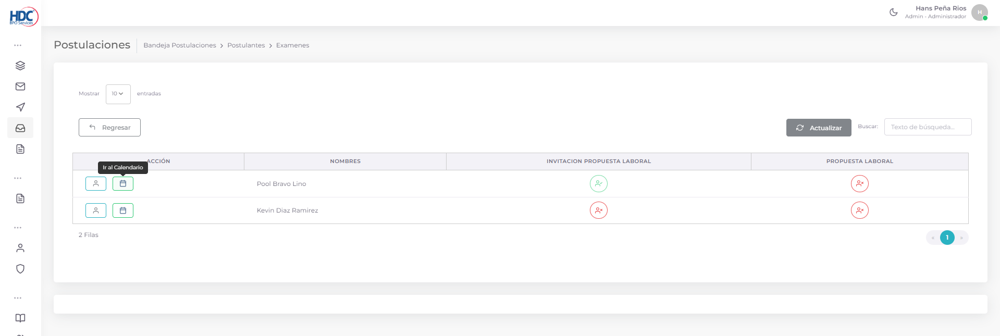 HDC
BPO Services
Hans Peña Rios
Admin - Administrador
H
Postulaciones
Bandeja Postulaciones > Postulantes > Examenes
Mostrar 10 entradas
Regresar
Actualizar
Buscar: Texto de búsqueda...
ACCIÓN NOMBRES INVITACION PROPUESTA LABORAL PROPUESTA LABORAL
Ir al Calendario
Pool Bravo Lino
Kevin Diaz Ramirez
2 Filas
« 1 »